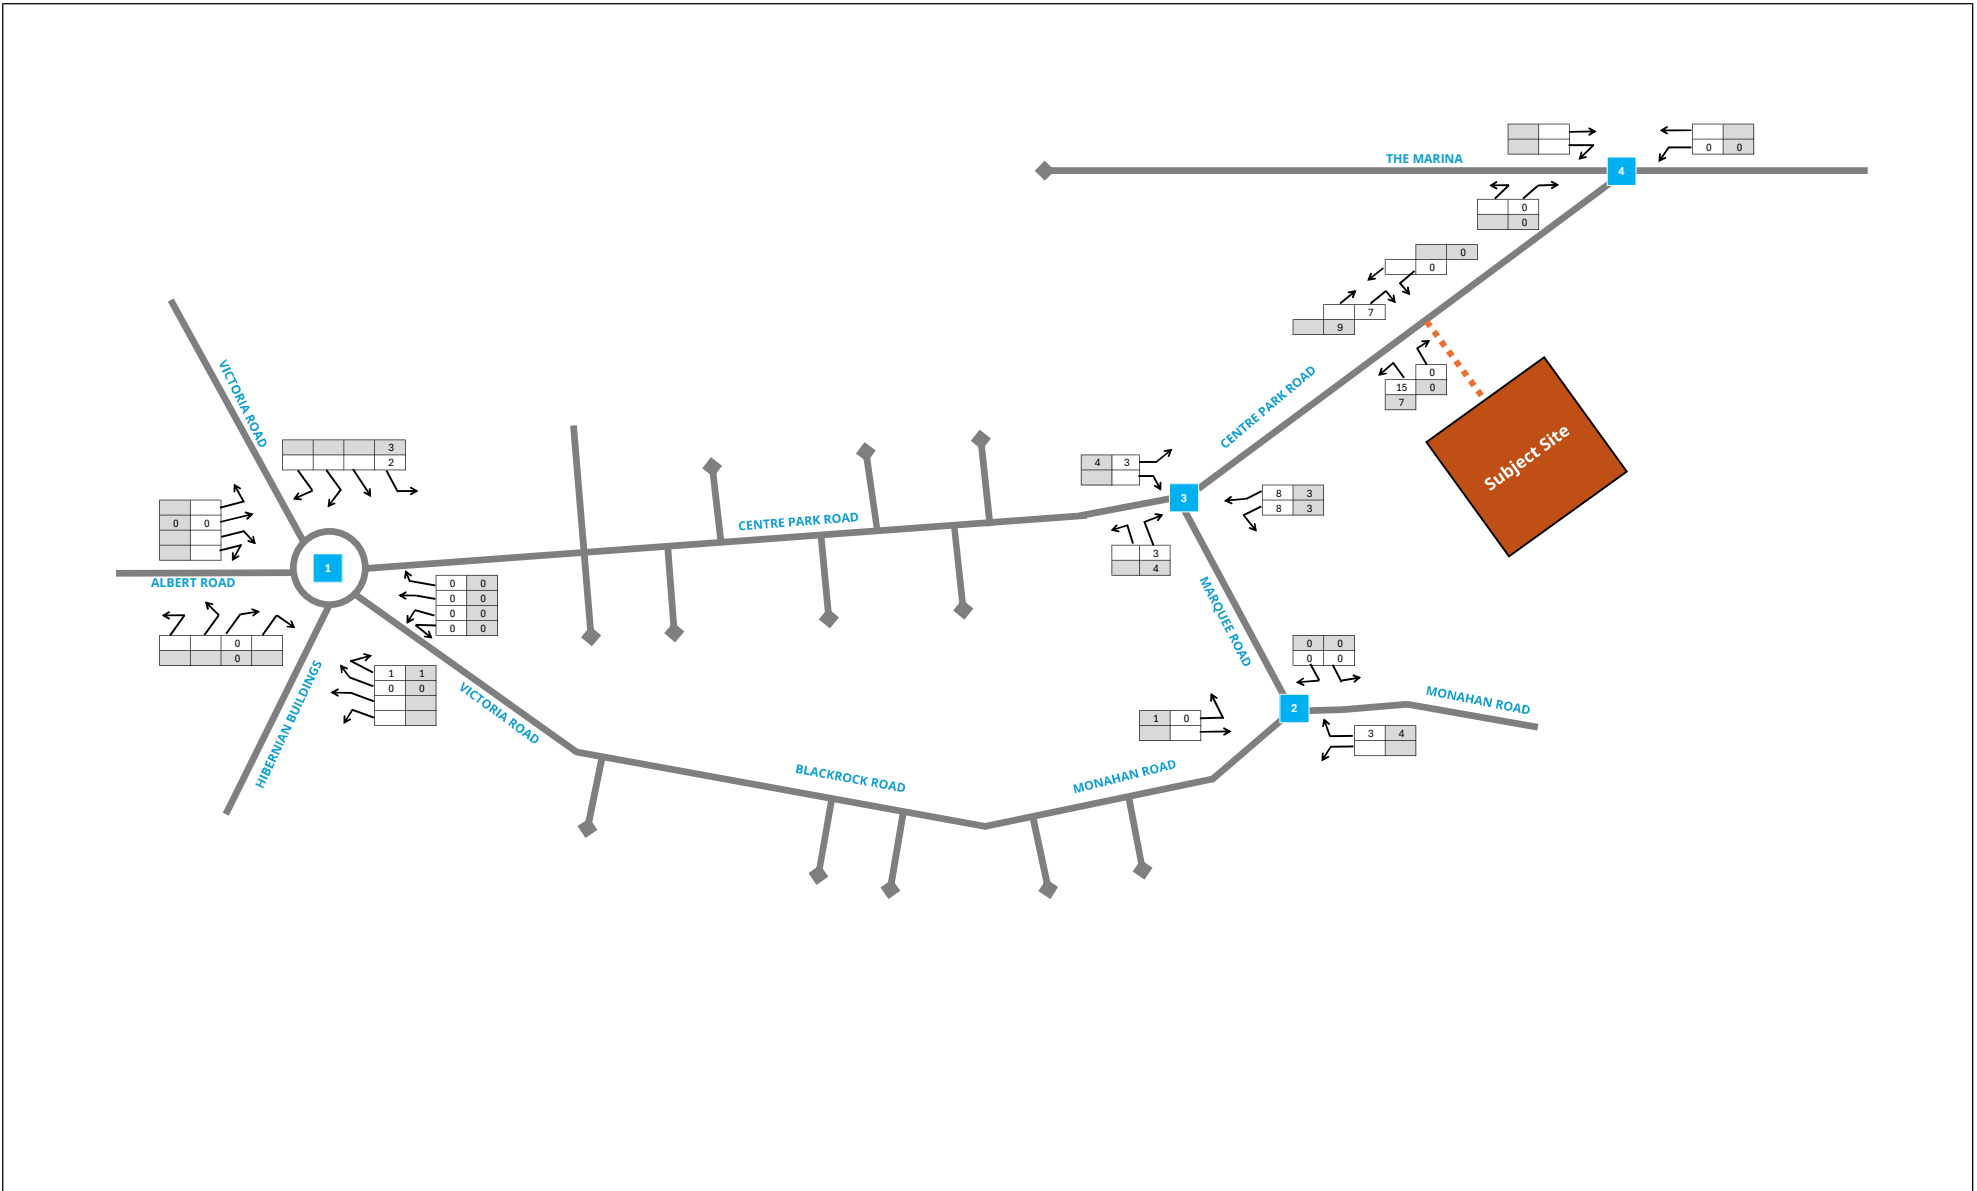 THE MARINA
4
0 0
0
0
0
0
7
9
0
15 0
7
CENTRE PARK ROAD
Subject Site
VICTORIA ROAD
3
2
0 0
ALBERT ROAD
1
0
0
HIBERNIAN BUILDINGS
0 0
0 0
0 0
0 0
1 1
0 0
VICTORIA ROAD
CENTRE PARK ROAD
4 3
3
8 3
8 3
3
4
MARQUEE ROAD
0 0
0 0
1 0
2
MONAHAN ROAD
3 4
BLACKROCK ROAD
MONAHAN ROAD